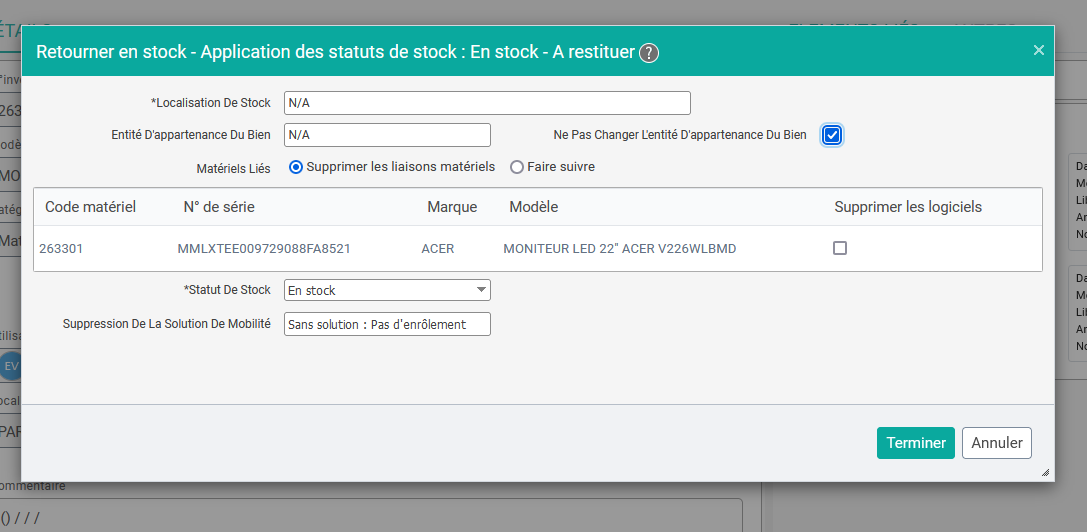 Retourner en stock - Application des statuts de stock : En stock - A restituer ?
*Localisation De Stock N/A
Entité D'appartenance Du Bien N/A Ne Pas Changer L'entité D'appartenance Du Bien
Matériels Liés Supprimer les liaisons matériels Faire suivre
Code matériel N° de série Marque Modèle Supprimer les logiciels
263301 MMLXTEE009729088FA8521 ACER MONITEUR LED 22" ACER V226WLBMD
*Statut De Stock En stock
Suppression De La Solution De Mobilité Sans solution : Pas d'enrôlement
Terminer Annuler
EV
() / / /